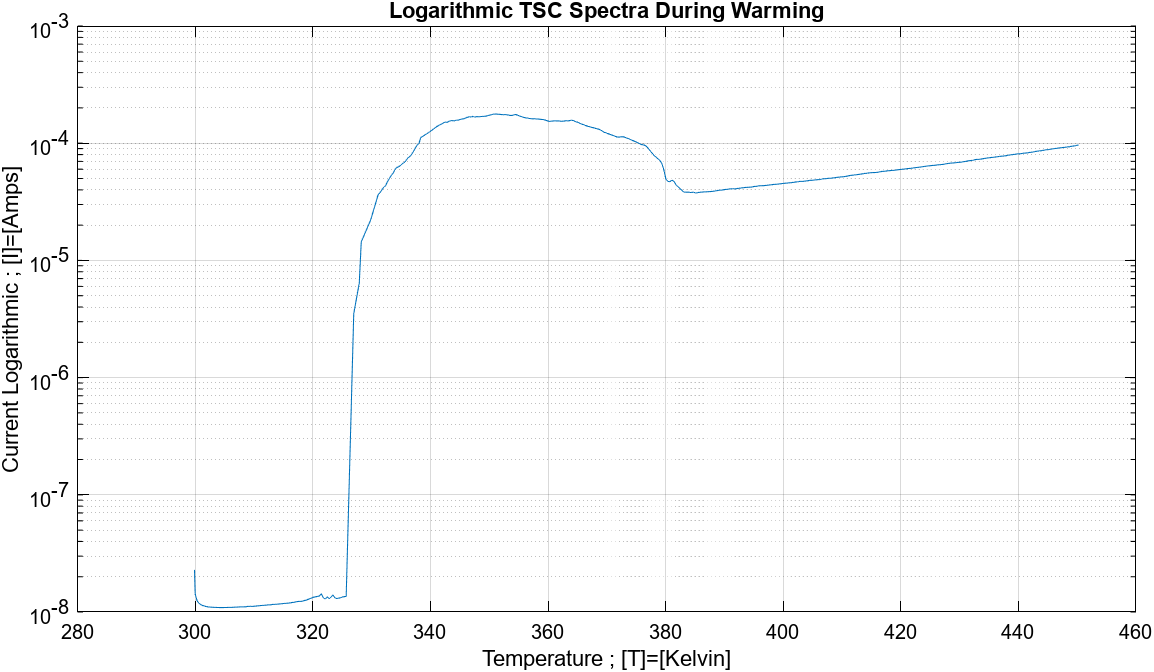 Logarithmic TSC Spectra During Warming
10-3
10-4
10-5
10-6
10-7
10-8
Current Logarithmic ; [I]=[Amps]
280 300 320 340 360 380 400 420 440 460
Temperature ; [T]=[Kelvin]